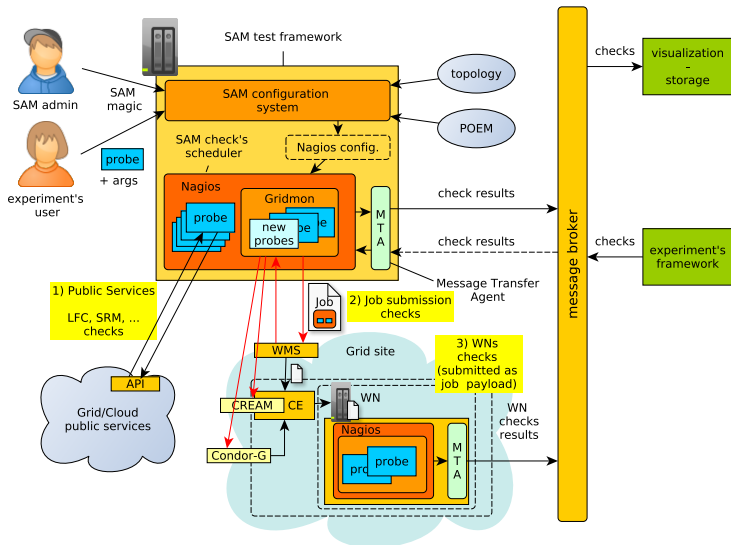 SAM test framework
SAM admin
SAM
magic
SAM configuration
system
topology
POEM
checks
visualization
-
storage
experiment's
user
probe
+ args
SAM check's
scheduler
Nagios config.
Nagios
Gridmon
probe
new
probes
be
be
M
T
A
check results
check results
message broker
checks
experiment's
framework
Message Transfer
Agent
1) Public Services
LFC, SRM, ...
checks
Job
2) Job submission
checks
API
Grid/Cloud
public services
WMS
Grid site
3) WNs
checks
(submitted as
job payload)
CREAM
CE
WN
Condor-G
Nagios
probe
pro
M
T
A
WN
checks
results